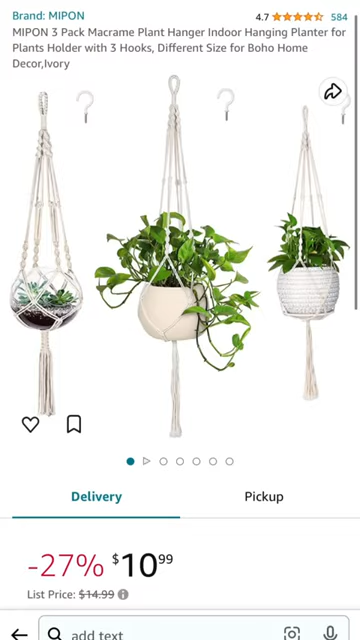 Brand: MIPON 4.7 584
MIPON 3 Pack Macrame Plant Hanger Indoor Hanging Planter for
Plants Holder with 3 Hooks, Different Size for Boho Home
Decor,Ivory
Delivery Pickup
-27% $10 99
List Price: $14.99
add text